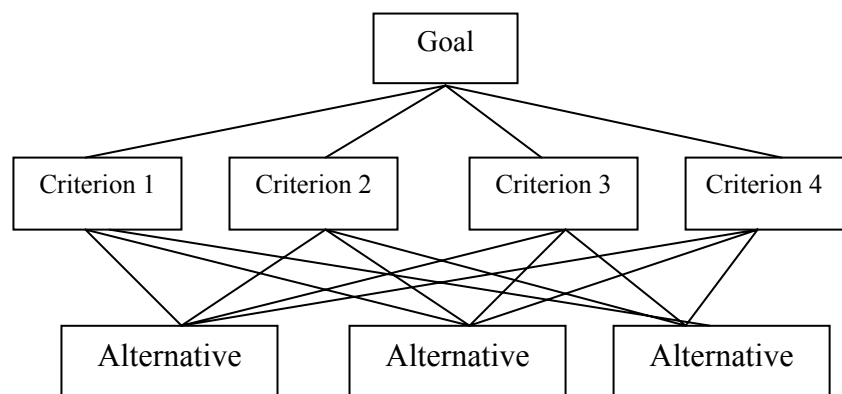 Goal
Criterion 1
Criterion 2
Criterion 3
Criterion 4
Alternative
Alternative
Alternative